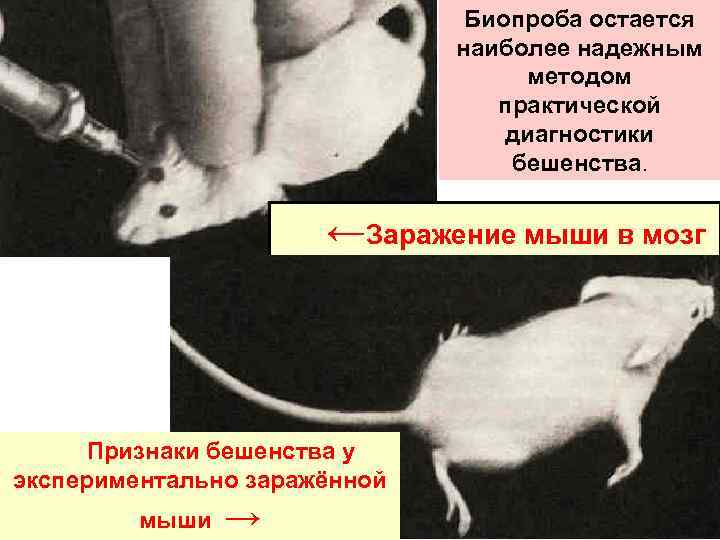 Биопроба остается
наиболее надежным
методом
практической
диагностики
бешенства.
←Заражение мыши в мозг
Признаки бешенства у
экспериментально заражённой
мыши →